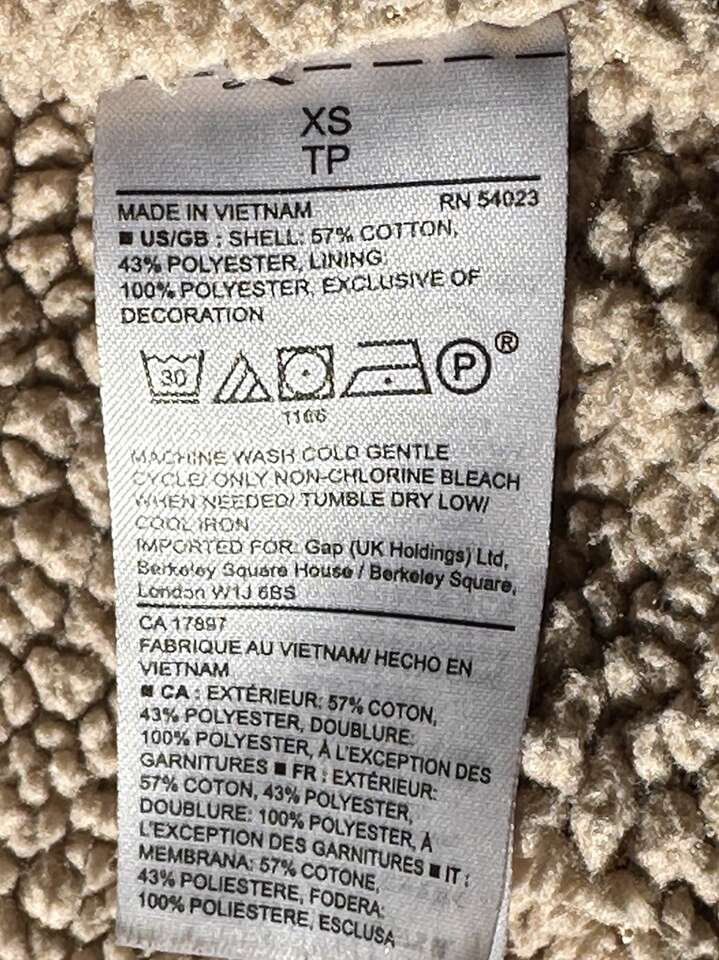 XS
TP
MADE IN VIETNAM RN 54023
■ US/GB : SHELL: 57% COTTON,
43% POLYESTER, LINING:
100% POLYESTER, EXCLUSIVE OF
DECORATION
30 P ®
1166
MACHINE WASH COLD GENTLE
CYCLE/ ONLY NON-CHLORINE BLEACH
WHEN NEEDED/ TUMBLE DRY LOW/
COOL IRON
IMPORTED FOR: Gap (UK Holdings) Ltd,
Berkeley Square House / Berkeley Square,
London W1J 6BS
CA 17897
FABRIQUE AU VIETNAM/ HECHO EN
VIETNAM
■ CA : EXTÉRIEUR: 57% COTON,
43% POLYESTER, DOUBLURE:
100% POLYESTER, À L'EXCEPTION DES
GARNITURES ■ FR : EXTÉRIEUR:
57% COTON, 43% POLYESTER,
DOUBLURE: 100% POLYESTER, À
L'EXCEPTION DES GARNITURES ■ IT :
MEMBRANA: 57% COTONE,
43% POLIESTERE, FODERA:
100% POLIESTERE, ESCLUSA